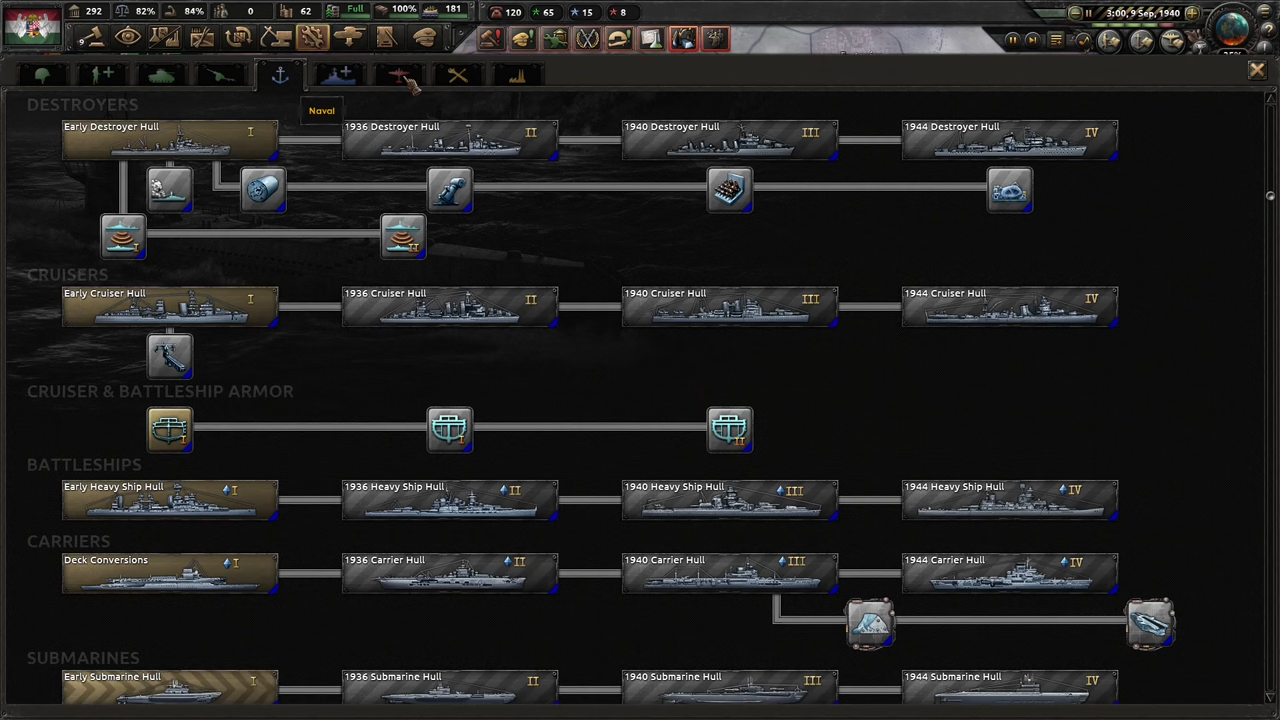 292 82% 84% 0 62 Full 100% 181 120 65 15 8 3:00, 9 Sep, 1940
9
Naval
DESTROYERS
Early Destroyer Hull I 1936 Destroyer Hull II 1940 Destroyer Hull III 1944 Destroyer Hull IV
I II
CRUISERS
Early Cruiser Hull I 1936 Cruiser Hull II 1940 Cruiser Hull III 1944 Cruiser Hull IV
CRUISER & BATTLESHIP ARMOR
I I II
BATTLESHIPS
Early Heavy Ship Hull I 1936 Heavy Ship Hull II 1940 Heavy Ship Hull III 1944 Heavy Ship Hull IV
CARRIERS
Deck Conversions I 1936 Carrier Hull II 1940 Carrier Hull III 1944 Carrier Hull IV
SUBMARINES
Early Submarine Hull I 1936 Submarine Hull II 1940 Submarine Hull III 1944 Submarine Hull IV